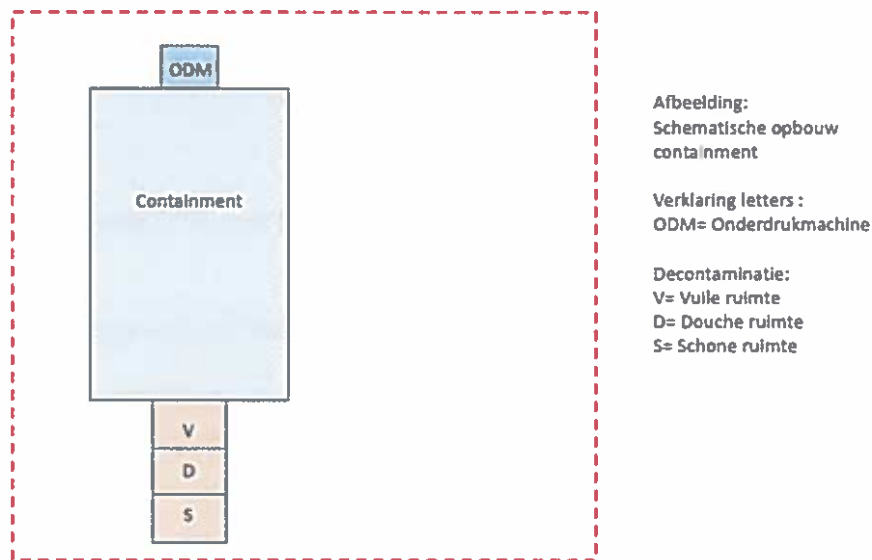 ODM
Containment
V
D
S
Afbeelding:
Schematische opbouw
containment
Verklaring letters :
ODM= Onderdrukmachine
Decontaminatie:
V= Vuile ruimte
D= Douche ruimte
S= Schone ruimte